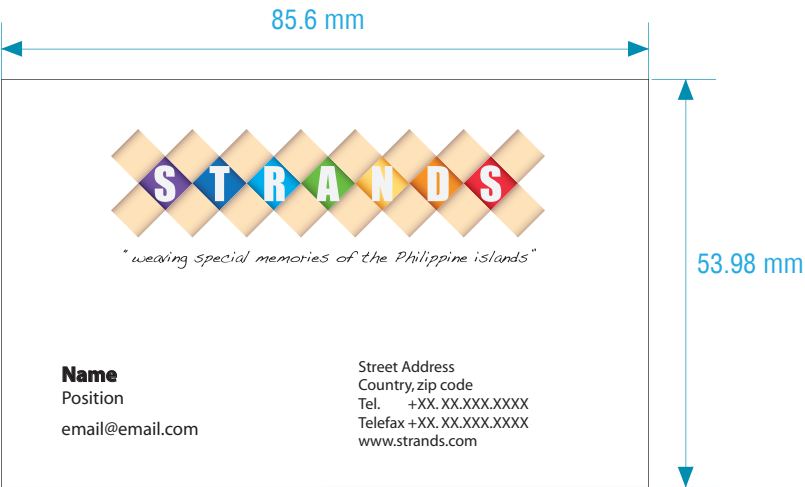 85.6 mm
STRANDS
"weaving special memories of the Philippine islands"
53.98 mm
Name
Position
email@email.com
Street Address
Country, zip code
Tel. +XX. XX.XXX.XXXX
Telefax +XX. XX.XXX.XXXX
www.strands.com